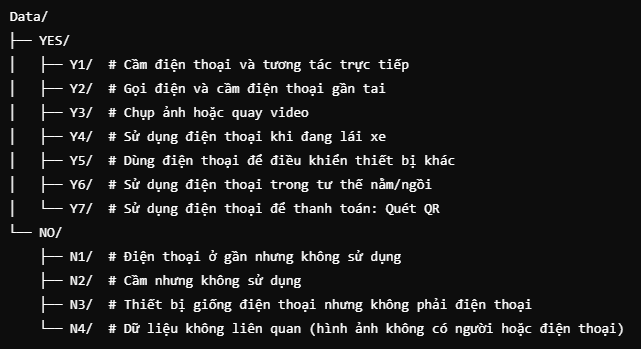 Data/
├── YES/
│   ├── Y1/  # Cầm điện thoại và tương tác trực tiếp
│   ├── Y2/  # Gọi điện và cầm điện thoại gần tai
│   ├── Y3/  # Chụp ảnh hoặc quay video
│   ├── Y4/  # Sử dụng điện thoại khi đang lái xe
│   ├── Y5/  # Dùng điện thoại để điều khiển thiết bị khác
│   ├── Y6/  # Sử dụng điện thoại trong tư thế nằm/ngồi
│   └── Y7/  # Sử dụng điện thoại để thanh toán: Quét QR
└── NO/
    ├── N1/  # Điện thoại ở gần nhưng không sử dụng
    ├── N2/  # Cầm nhưng không sử dụng
    ├── N3/  # Thiết bị giống điện thoại nhưng không phải điện thoại
    └── N4/  # Dữ liệu không liên quan (hình ảnh không có người hoặc điện thoại)